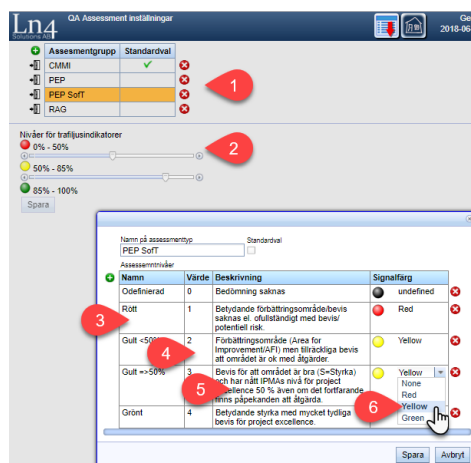 Ln4
Solutions AB
QA Assessment inställningar
Ge
2018-06
Assesmentgrupp Standardval
CMMI
PEP
PEP SofT
RAG
1
Nivåer för trafiljusindikatorer
0% - 50%
2
50% - 85%
85% - 100%
Spara
Namn på assessmenttyp Standardval
PEP SofT
Assessemntnivåer
Namn Värde Beskrivning Signalfärg
Odefinierad 0 Bedömning saknas undefined
Rött 1 Betydande förbättringsområde/bevis Red
saknas el. ofullständigt med bevis/
potentiell risk.
3
Gult <50% 2 Förbättringsområde (Area for Yellow
Improvement/AFI) men tillräckliga bevis
att området är ok med åtgärder.
4
Gult =>50% 3 Bevis för att området är bra (S=Styrka) Yellow
och har nått IPMAs nivå för project
excellence 50 % även om det fortfarande
finns påpekanden att åtgärda.
5
None
Red
Yellow
Green
6
Grönt 4 Betydande styrka med mycket tydliga
bevis för project excellence.
Spara Avbryt